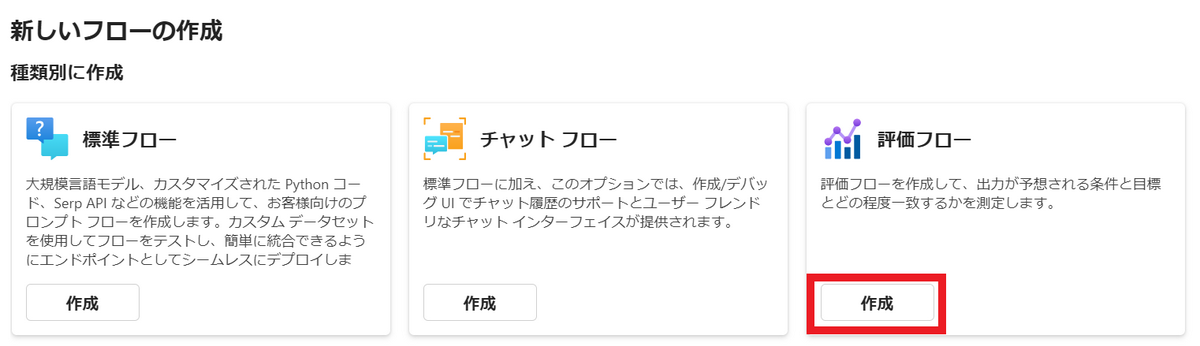 新しいフローの作成
種類別に作成
標準フロー
大規模言語モデル、カスタマイズされた Python コー
ド、Serp API などの機能を活用して、お客様向けのプ
ロンプト フローを作成します。カスタム データセット
を使用してフローをテストし、簡単に統合できるよう
にエンドポイントとしてシームレスにデプロイしま
作成
チャット フロー
標準フローに加え、このオプションでは、作成/デバッ
グ UI でチャット履歴のサポートとユーザー フレンド
リなチャット インターフェイスが提供されます。
作成
評価フロー
評価フローを作成して、出力が予想される条件と目標
とどの程度一致するかを測定します。
作成